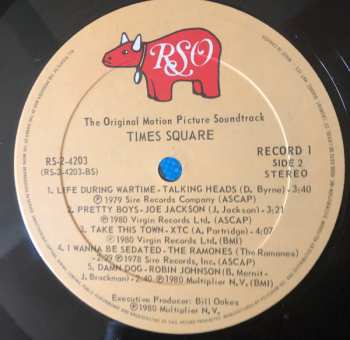 RSO
The Original Motion Picture Soundtrack
TIMES SQUARE
RS-2-4203
(RS-2-4203-BS)
RECORD 1
SIDE 2
STEREO
1. LIFE DURING WARTIME - TALKING HEADS (D. Byrne) - 3:40
℗1979 Sire Records Company (ASCAP)
2. PRETTY BOYS - JOE JACKSON (J. Jackson) - 3:21
℗1980 Virgin Records Ltd. (ASCAP)
3. TAKE THIS TOWN - XTC (A. Partridge) - 4:07
℗1980 Virgin Records Ltd. (BMI)
4. I WANNA BE SEDATED - THE RAMONES (The Ramones)
- 2:29 ℗1978 Sire Records, Inc. (ASCAP)
5. DAMN DOG - ROBIN JOHNSON (B. Mernit -
J. Brackman) - 2:40 ℗1980 Multiplier N.V. (BMI)
Executive Producer: Bill Oakes
℗1980 Multiplier N.V.